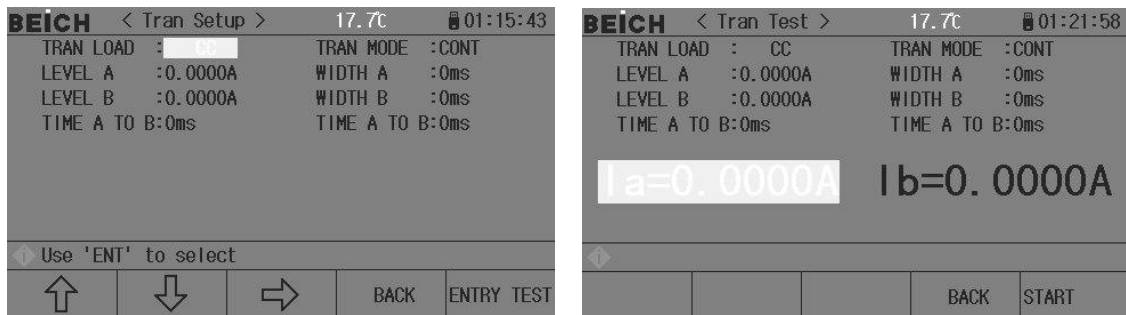 BEICH < Tran Setup > 17.7℃ 01:15:43
TRAN LOAD : CC TRAN MODE :CONT
LEVEL A :0.0000A WIDTH A :0ms
LEVEL B :0.0000A WIDTH B :0ms
TIME A TO B:0ms TIME A TO B:0ms
Use 'ENT' to select
BACK ENTRY TEST
BEICH < Tran Test > 17.7℃ 01:21:58
TRAN LOAD : CC TRAN MODE :CONT
LEVEL A :0.0000A WIDTH A :0ms
LEVEL B :0.0000A WIDTH B :0ms
TIME A TO B:0ms TIME A TO B:0ms
Ia=0.0000A Ib=0.0000A
BACK START